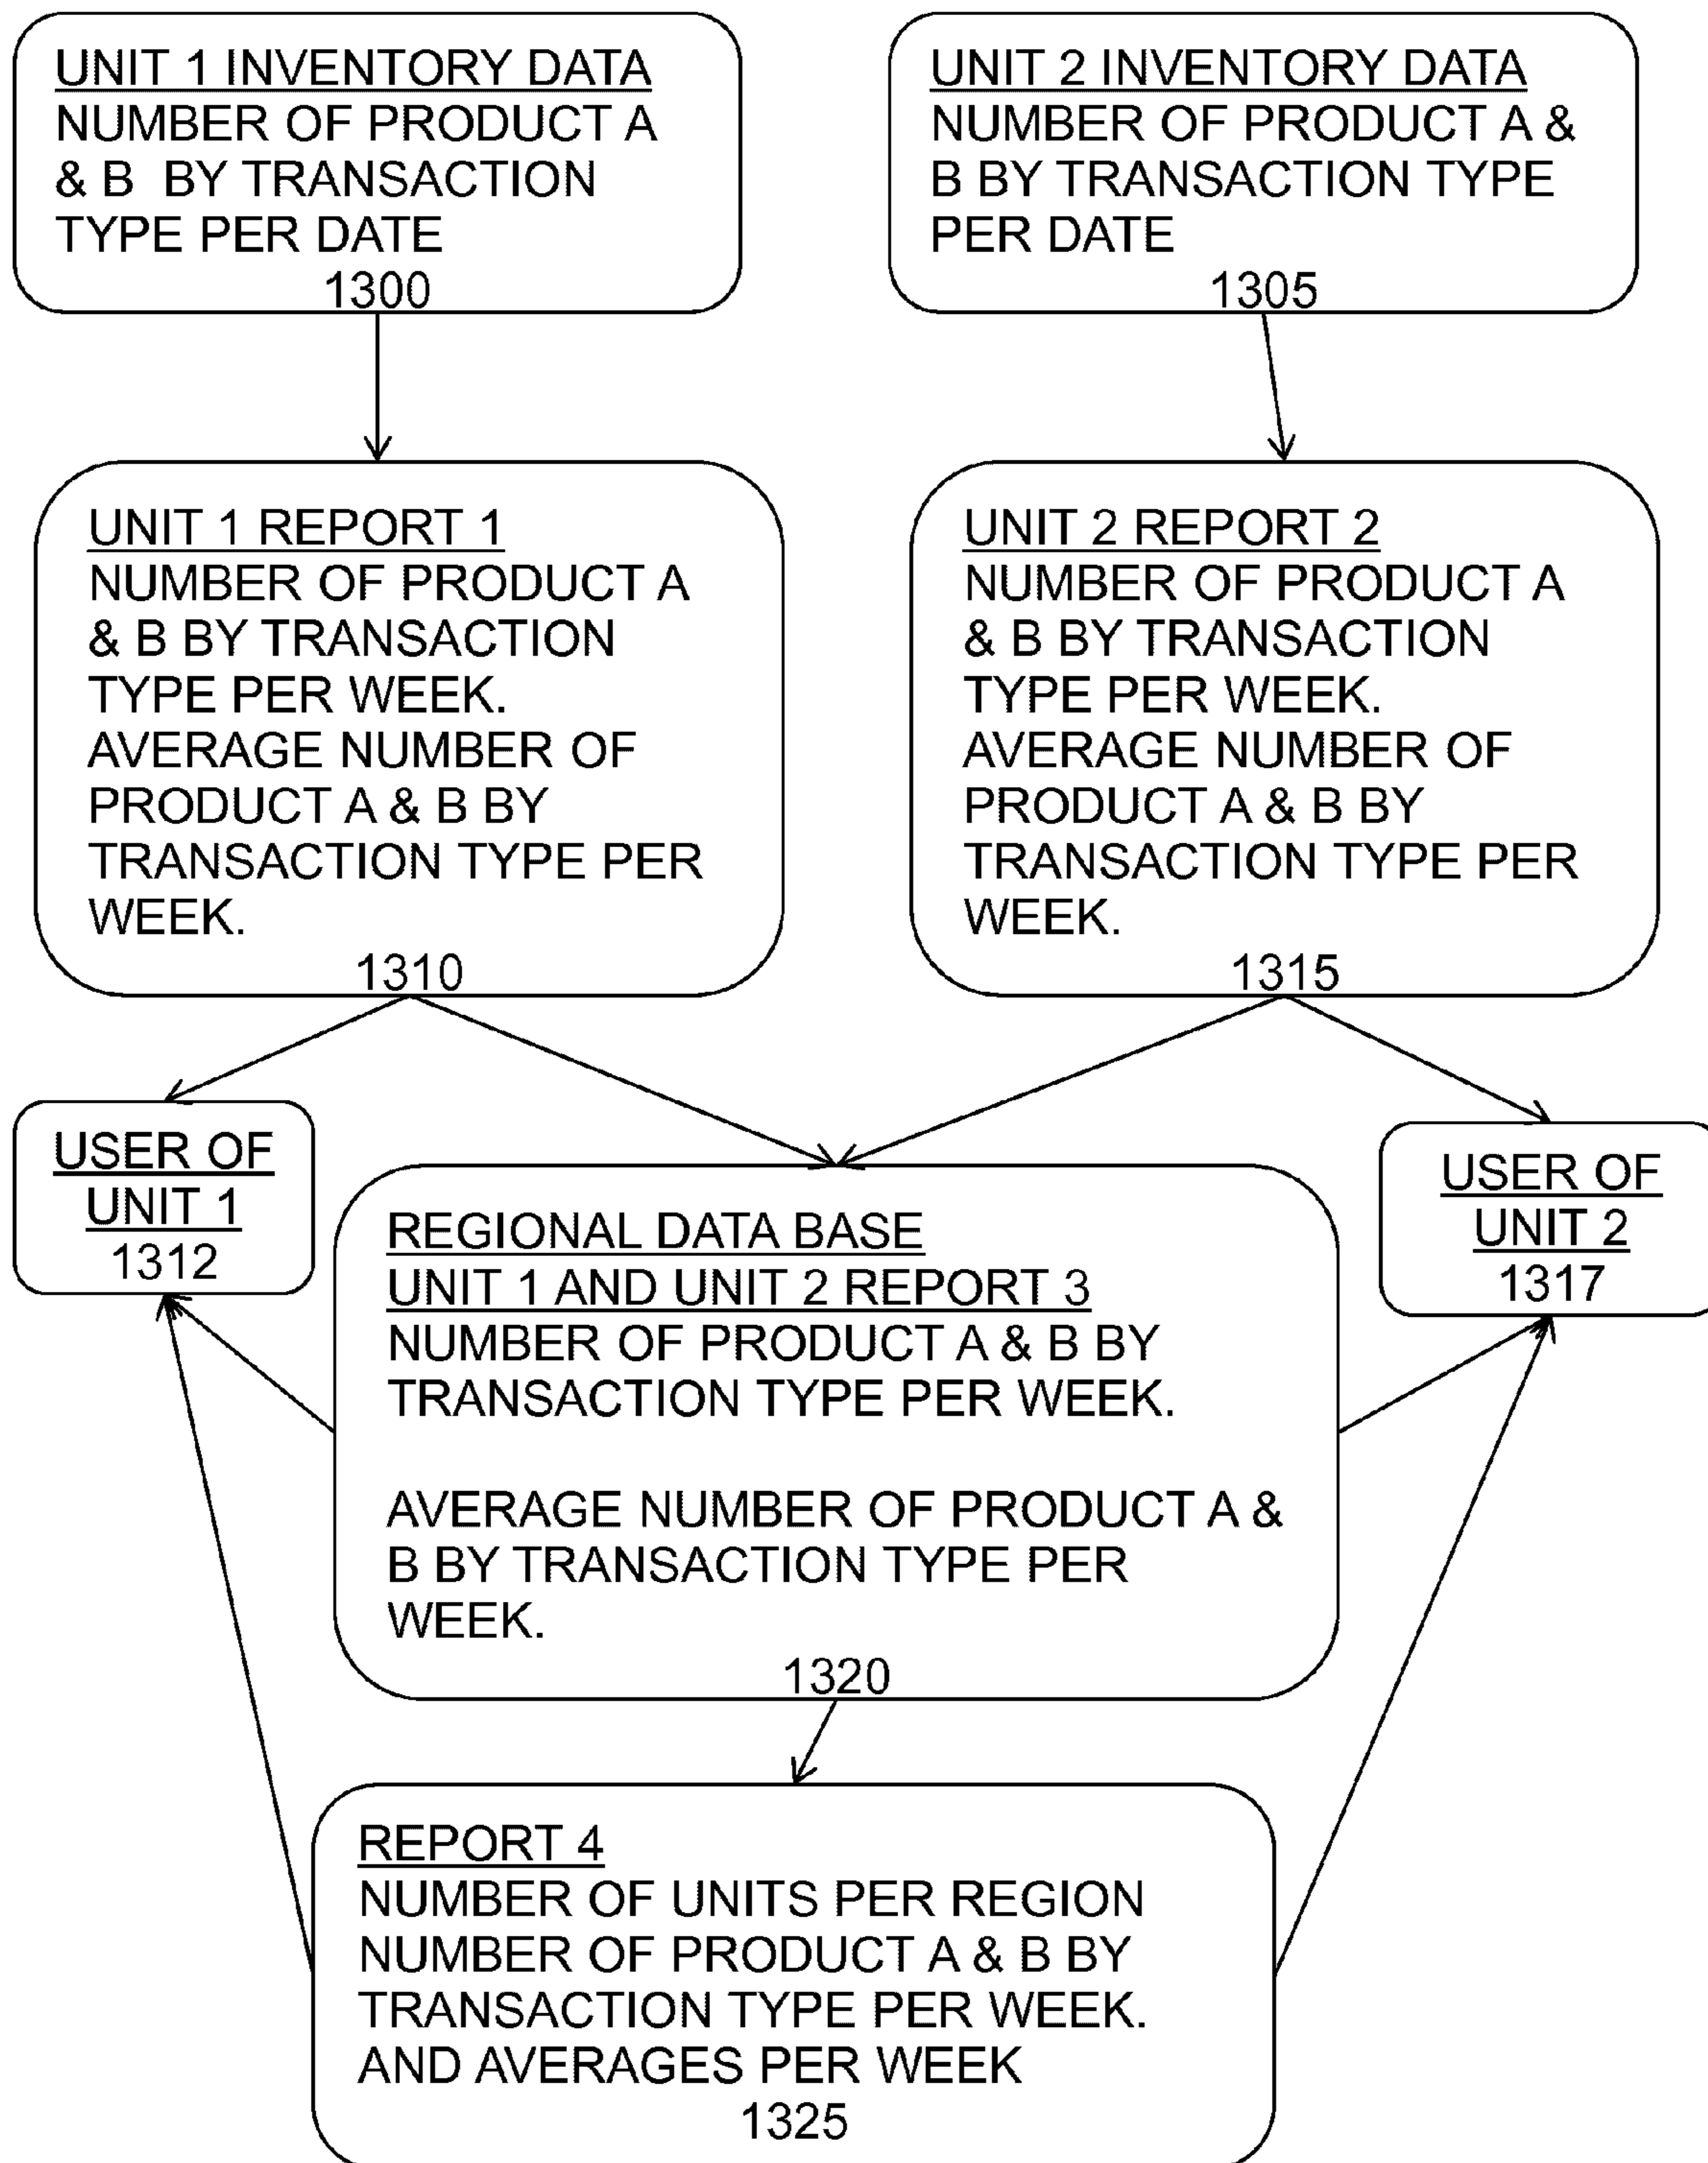 UNIT 1 INVENTORY DATA
NUMBER OF PRODUCT A
& B BY TRANSACTION
TYPE PER DATE
1300
UNIT 2 INVENTORY DATA
NUMBER OF PRODUCT A &
B BY TRANSACTION TYPE
PER DATE
1305
UNIT 1 REPORT 1
NUMBER OF PRODUCT A
& B BY TRANSACTION
TYPE PER WEEK.
AVERAGE NUMBER OF
PRODUCT A & B BY
TRANSACTION TYPE PER
WEEK.
1310
UNIT 2 REPORT 2
NUMBER OF PRODUCT A
& B BY TRANSACTION
TYPE PER WEEK.
AVERAGE NUMBER OF
PRODUCT A & B BY
TRANSACTION TYPE PER
WEEK.
1315
USER OF
UNIT 1
1312
USER OF
UNIT 2
1317
REGIONAL DATA BASE
UNIT 1 AND UNIT 2 REPORT 3
NUMBER OF PRODUCT A & B BY
TRANSACTION TYPE PER WEEK.
AVERAGE NUMBER OF PRODUCT A &
B BY TRANSACTION TYPE PER
WEEK.
1320
REPORT 4
NUMBER OF UNITS PER REGION
NUMBER OF PRODUCT A & B BY
TRANSACTION TYPE PER WEEK.
AND AVERAGES PER WEEK
1325